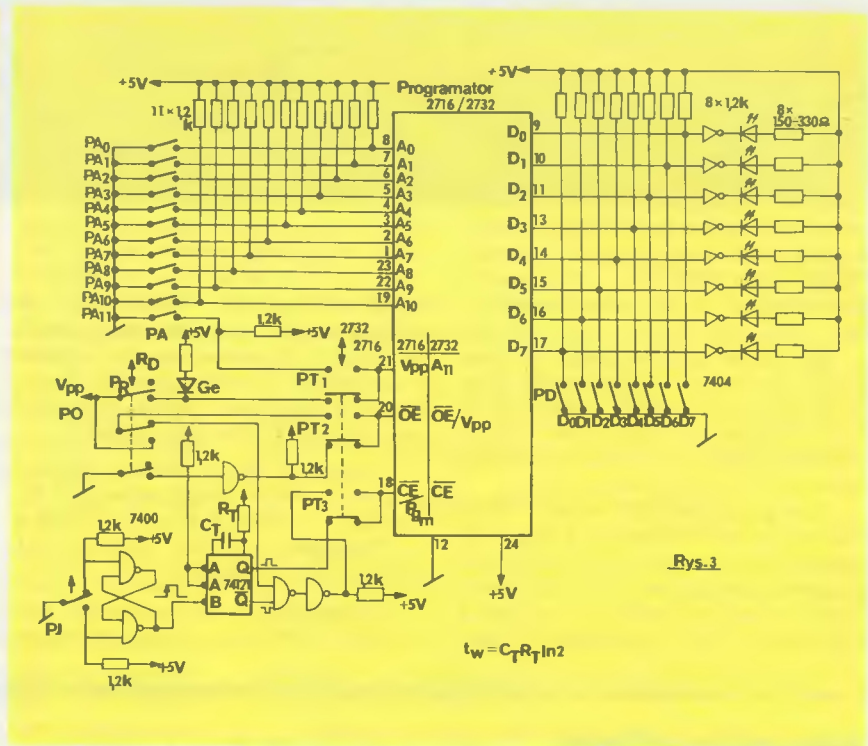 +5V
+5V
Programator
2716/2732
11×1,2
k
8×1,2k
8×
150-330Ω
PA0
8
A0
D0
9
PA1
7
A1
D1
10
PA2
6
A2
D2
11
PA3
5
A3
D3
13
PA4
4
A4
D4
14
PA5
3
A5
D5
15
PA6
2
A6
D6
16
PA7
1
A7
D7
17
PA8
23
A8
PA9
22
A9
PA10
19
A10
PA11
PA
+5V
1,2k
+5V
2732
2716
2716
2732
21
Vpp
A11
RD
PR
Vpp
PO
Ge
PT1
20
OE
OE/Vpp
PT2
1,2k
1,2k
PD
D0
D1
D2
D3
D4
D5
D6
D7
7404
18
CE
CE
PT3
RT
CT
1,2k
7400
+5V
A
A
B
74121
Q
Q
PJ
1,2k
+5V
1,2k
+5V
12
24
+5V
Rys.3
tw=CTRTln2